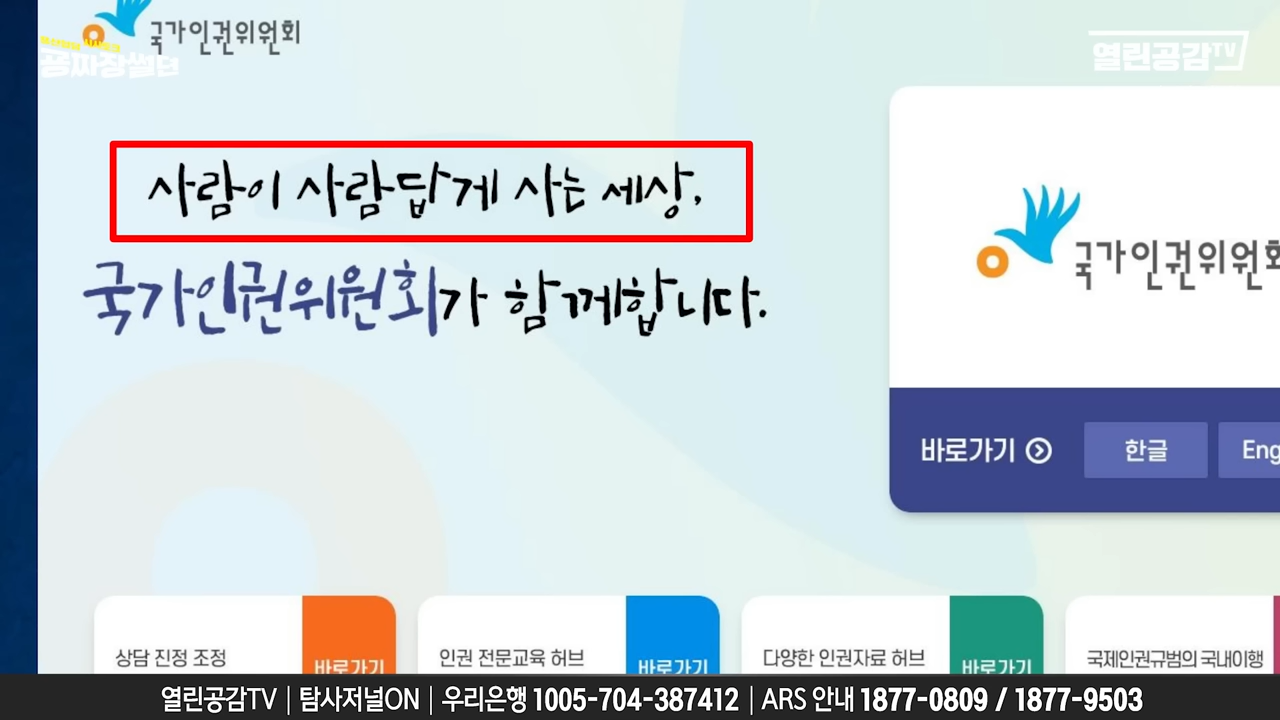 국가인권위원회
공짜장썰뎐
열린공감TV
사람이 사람답게 사는 세상,
국가인권위원회가 함께합니다.
국가인권위원회
바로가기
한글
Eng
상담 진정 조정
바로가기
인권 전문교육 허브
바로가기
다양한 인권자료 허브
바로가기
국제인권규범의 국내이행
열린공감TV | 탐사저널ON | 우리은행 1005-704-387412 | ARS 안내 1877-0809 / 1877-9503